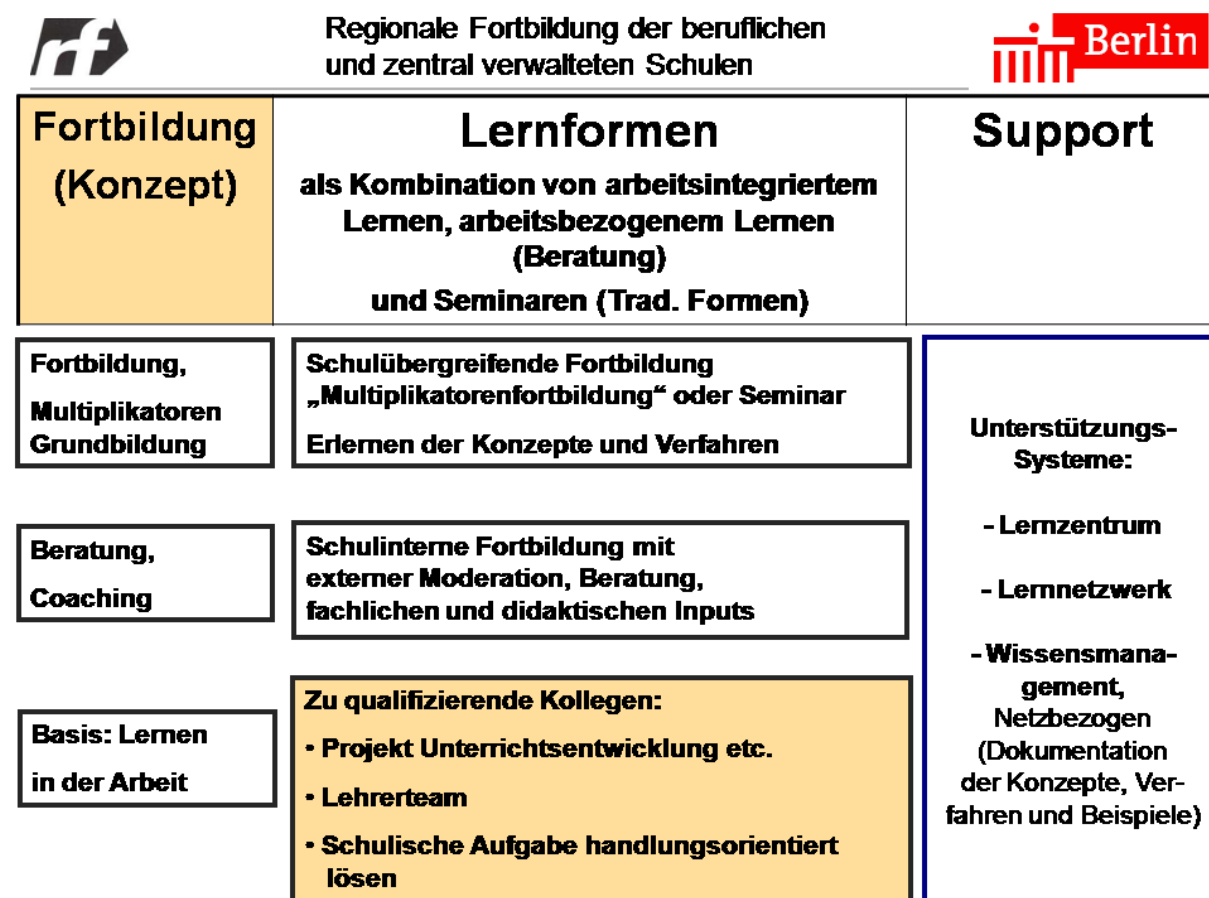 rf
Regionale Fortbildung der beruflichen
und zentral verwalteten Schulen
Berlin
Fortbildung
(Konzept)
Lernformen
als Kombination von arbeitsintegriertem
Lernen, arbeitsbezogenem Lernen
(Beratung)
und Seminaren (Trad. Formen)
Support
Fortbildung,
Multiplikatoren
Grundbildung
Schulübergreifende Fortbildung
„Multiplikatorenfortbildung“ oder Seminar
Erlernen der Konzepte und Verfahren
Beratung,
Coaching
Schulinterne Fortbildung mit
externer Moderation, Beratung,
fachlichen und didaktischen Inputs
Basis: Lernen
in der Arbeit
Zu qualifizierende Kollegen:
• Projekt Unterrichtsentwicklung etc.
• Lehrerteam
• Schulische Aufgabe handlungsorientiert
lösen
Unterstützungs-
Systeme:
- Lernzentrum
- Lernnetzwerk
- Wissensmana-
gement,
Netzbezogen
(Dokumentation
der Konzepte, Ver-
fahren und Beispiele)